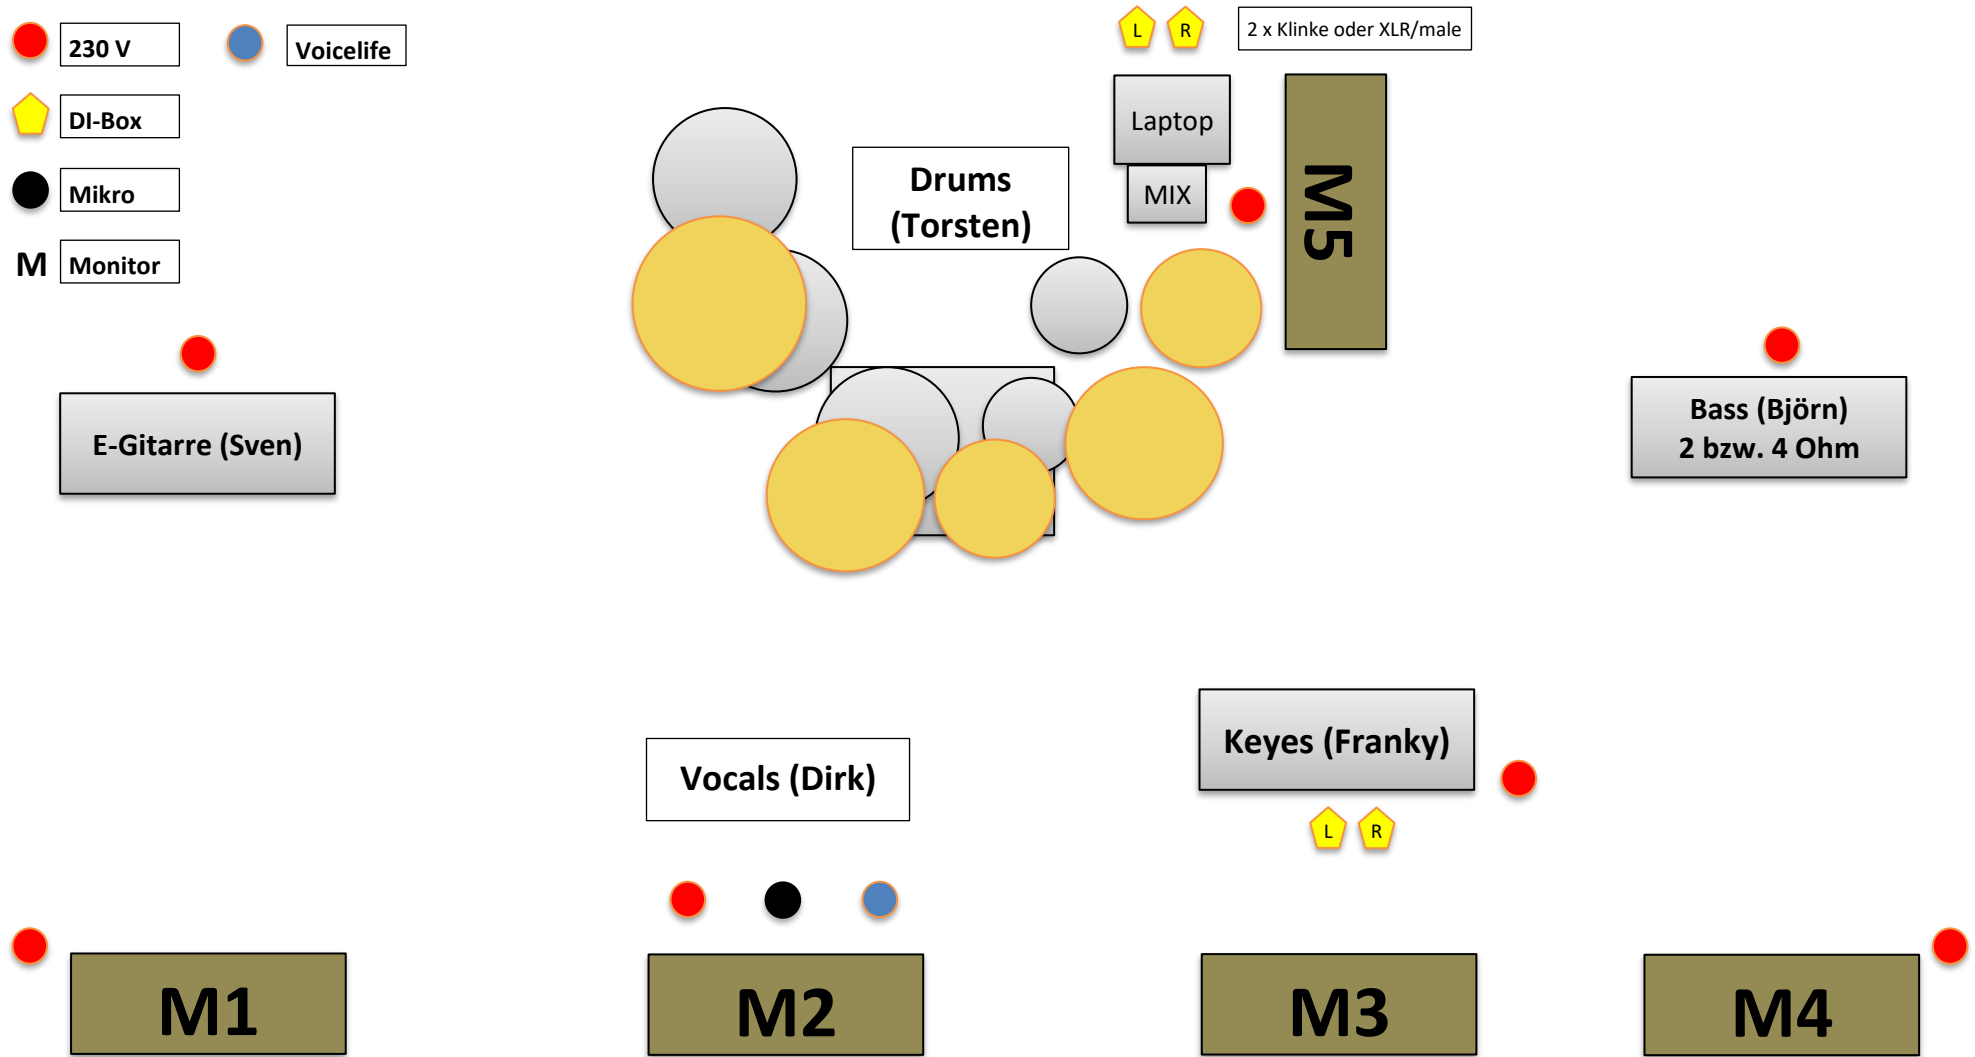 230 V
Voicelife
DI-Box
Mikro
M Monitor
L R
2 x Klinke oder XLR/male
Laptop
MIX
M5
Drums
(Torsten)
E-Gitarre (Sven)
Bass (Björn)
2 bzw. 4 Ohm
Vocals (Dirk)
Keyes (Franky)
L R
M1
M2
M3
M4